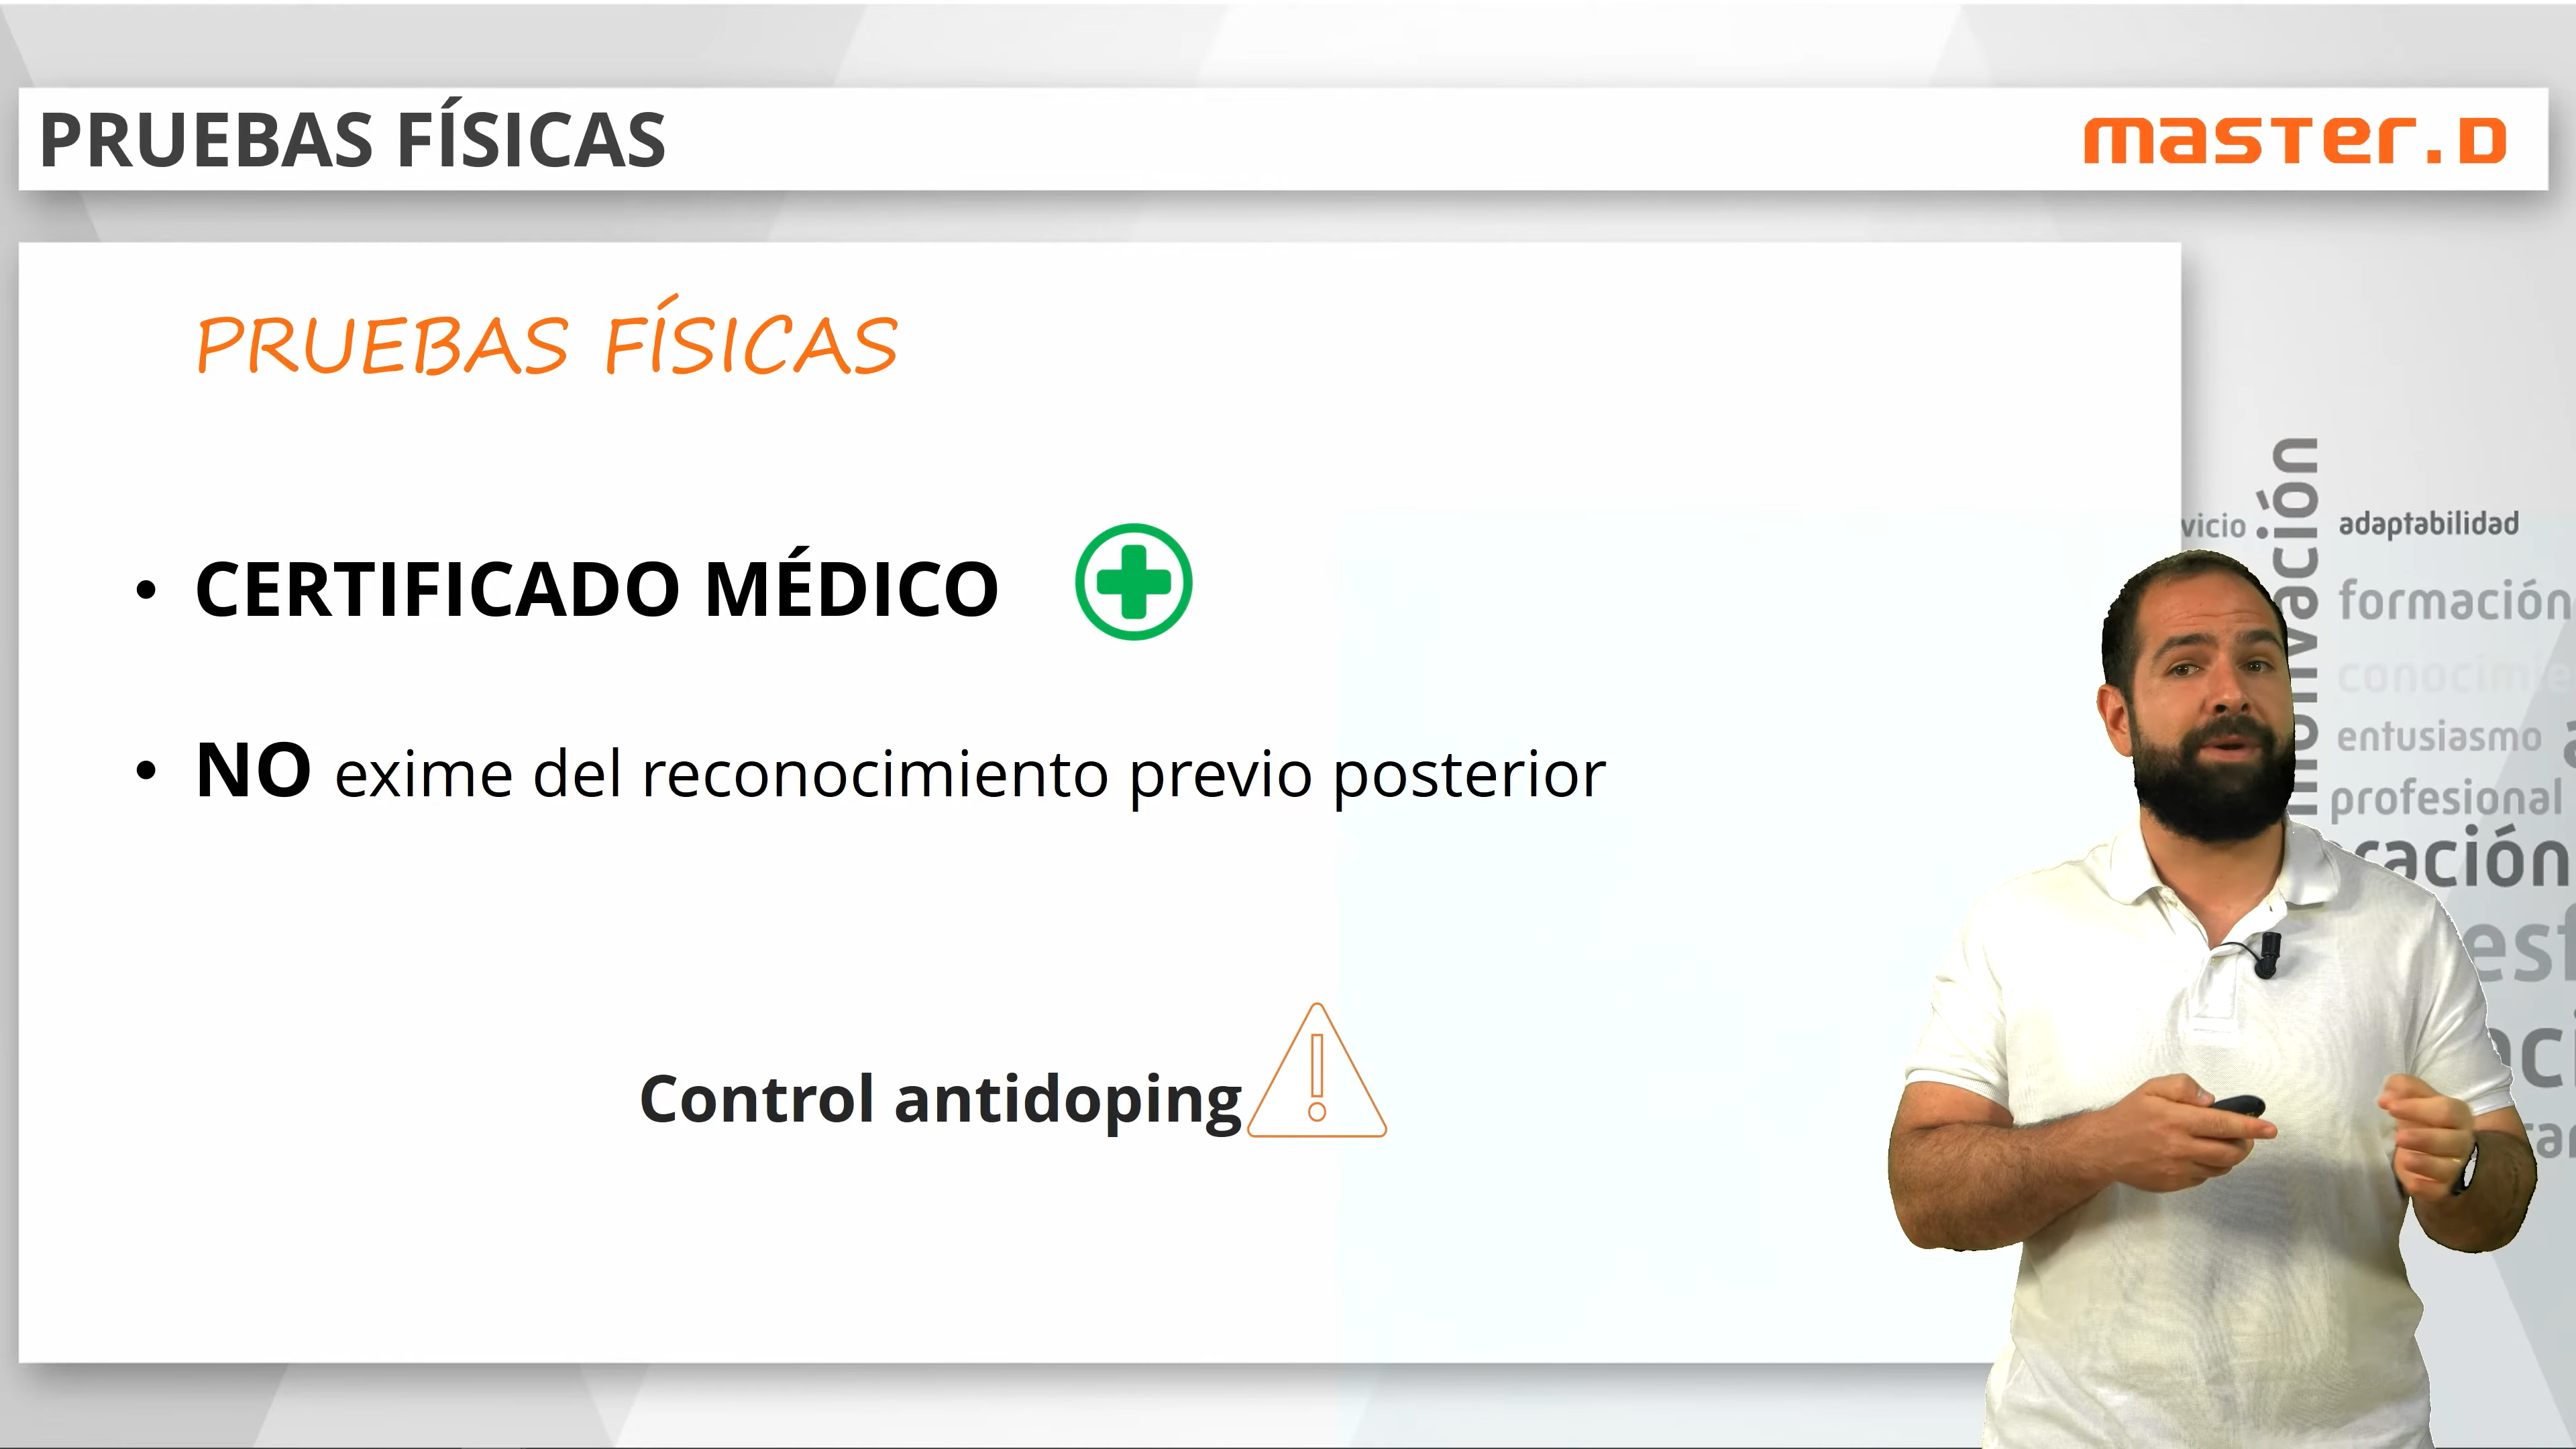 PRUEBAS FÍSICAS
master.D
PRUEBAS FÍSICAS
• CERTIFICADO MÉDICO
• NO exime del reconocimiento previo posterior
Control antidoping
adaptabilidad
formación
entusiasmo
profesional